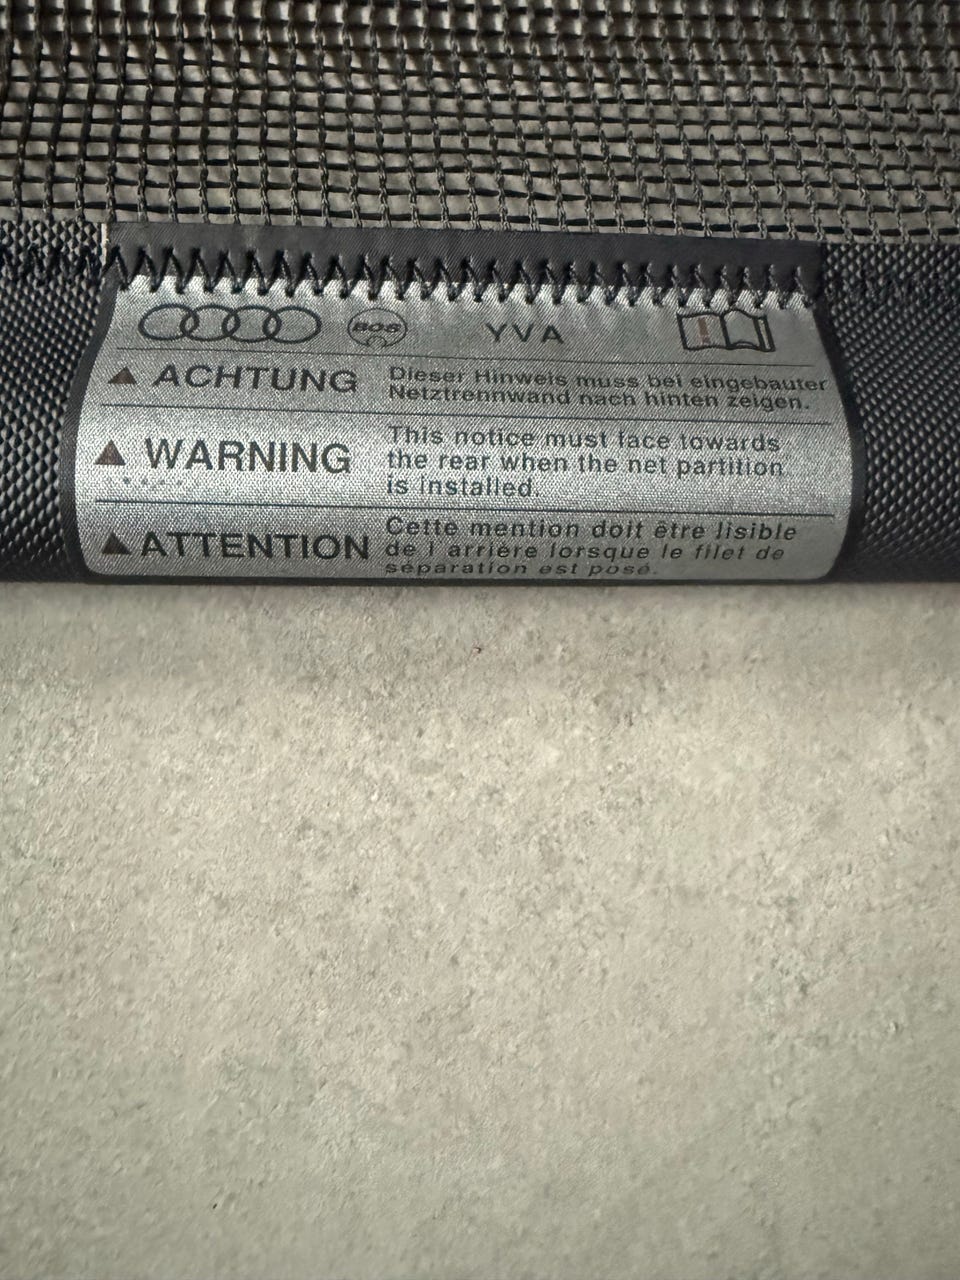 BOS YVA
ACHTUNG Dieser Hinweis muss bei eingebauter
Netztrennwand nach hinten zeigen.
WARNING This notice must face towards
the rear when the net partition
is installed.
ATTENTION Cette mention doit être lisible
de l arrière lorsque le filet de
séparation est posé.